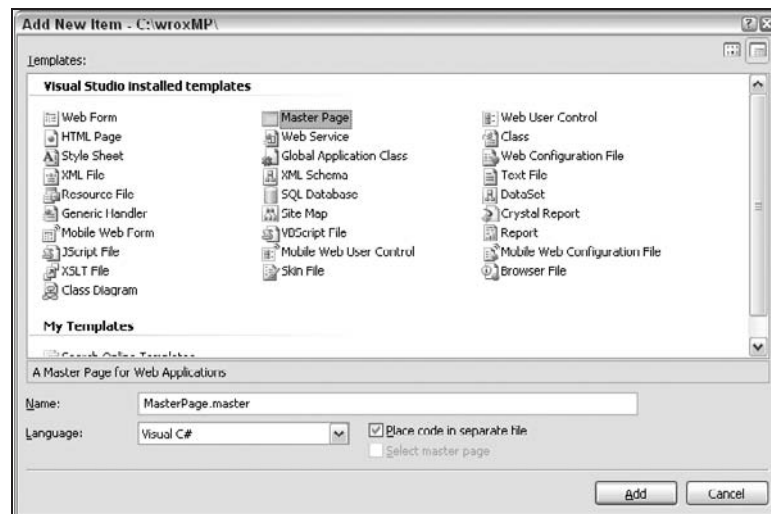 Add New Item - C:\wroxMP\
Templates:
Visual Studio installed templates
Web Form
Master Page
Web User Control
HTML Page
Web Service
Class
Style Sheet
Global Application Class
Web Configuration File
XML File
XML Schema
Text File
Resource File
SQL Database
DataSet
Generic Handler
Site Map
Crystal Report
Mobile Web Form
VBScript File
Report
JScript File
Mobile Web User Control
Mobile Web Configuration File
XSLT File
Skin File
Browser File
Class Diagram
My Templates
Search Online Templates
A Master Page for Web Applications
Name:
MasterPage.master
Language:
Visual C#
Place code in separate file
Select master page
Add
Cancel